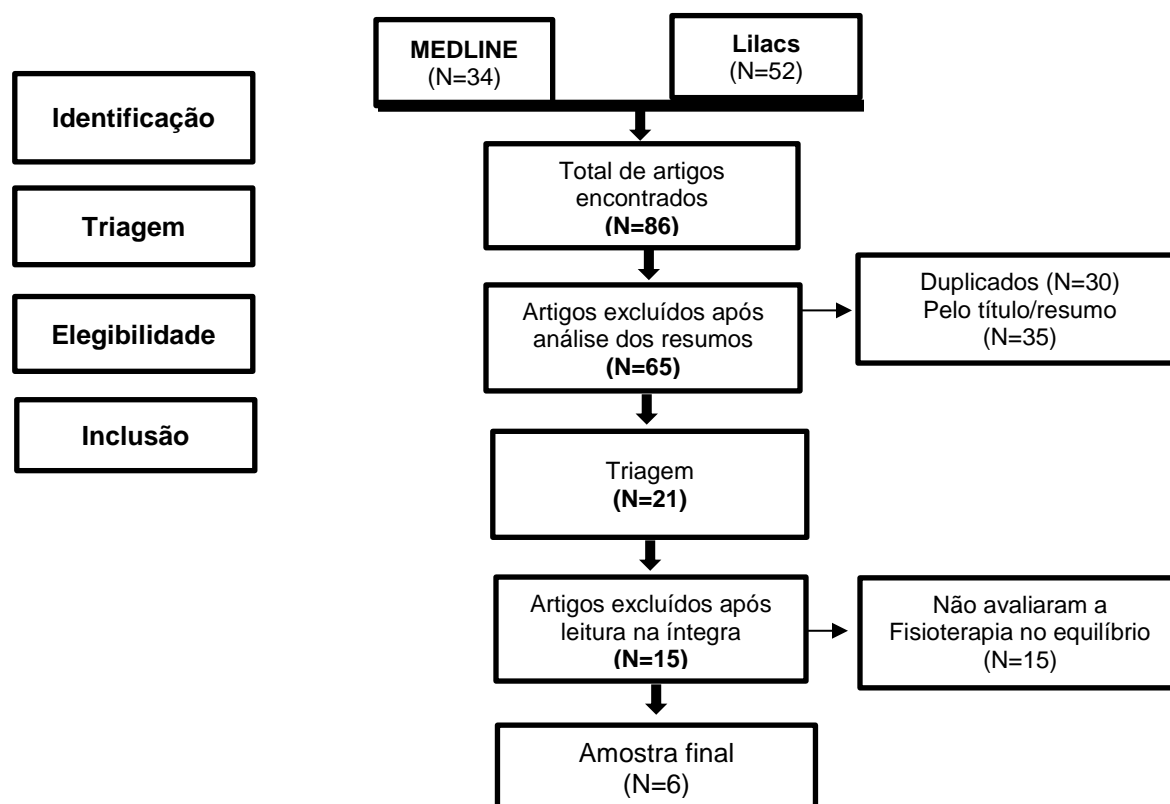 MEDLINE
(N=34)
Lilacs
(N=52)
Identificação
Triagem
Elegibilidade
Inclusão
Total de artigos
encontrados
(N=86)
Artigos excluídos após
análise dos resumos
(N=65)
Duplicados (N=30)
Pelo título/resumo
(N=35)
Triagem
(N=21)
Artigos excluídos após
leitura na íntegra
(N=15)
Não avaliaram a
Fisioterapia no equilíbrio
(N=15)
Amostra final
(N=6)